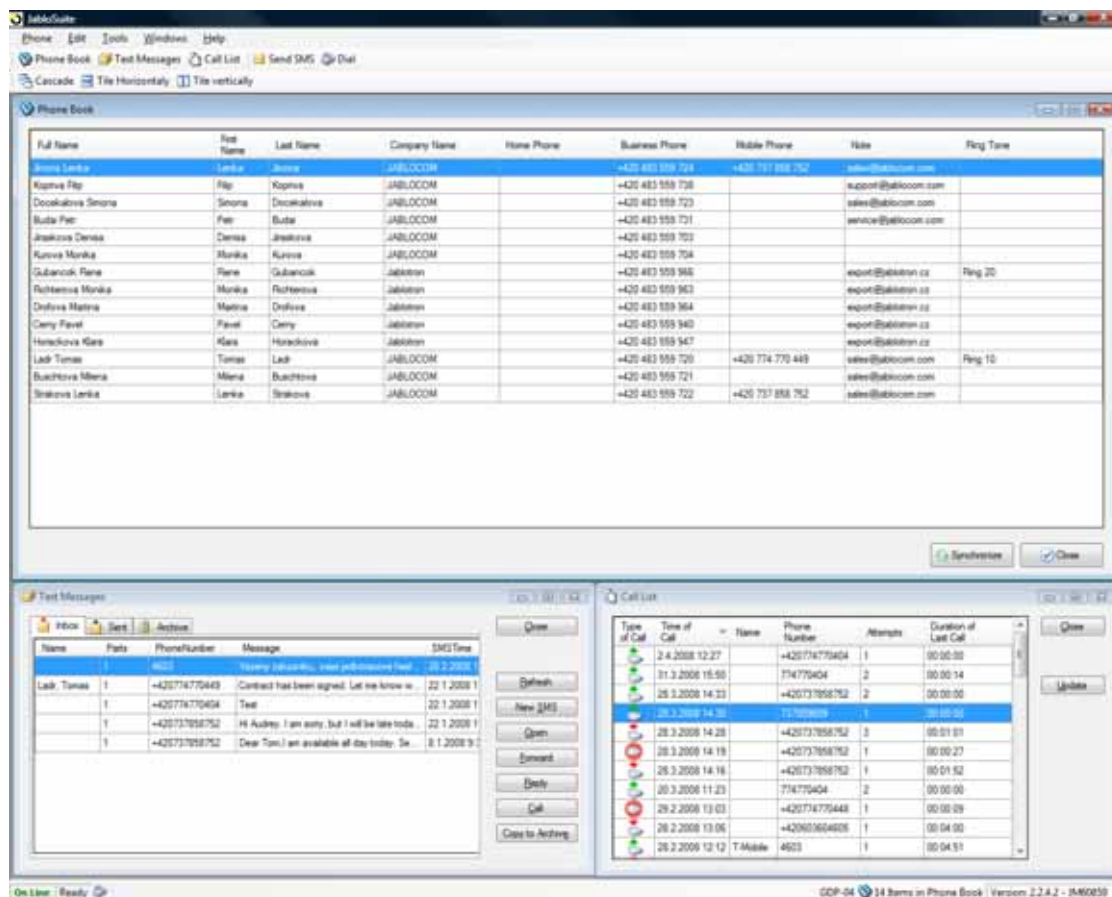 JabloSuite
Phone Edit Tools Windows Help
Phone Book Text Messages Call List Send SMS Dial
Cascade Tile Horizontaly Tile vertically
Phone Book
Full Name First Name Last Name Company Name Home Phone Business Phone Mobile Phone Note Ring Tone
Lenka JABLOCOM +420 483 559 724 +420 737 858 752 sales@jablocom.com
Kopriva Filip Filip Kopriva JABLOCOM +420 483 559 738 support@jablocom.com
Docekalova Simona Simona Docekalova JABLOCOM +420 483 559 723 sales@jablocom.com
Budai Petr Petr Budai JABLOCOM +420 483 559 731 service@jablocom.com
Jiraskova Denisa Denisa Jiraskova JABLOCOM +420 483 559 703
Kurova Monika Monika Kurova JABLOCOM +420 483 559 704
Gubancok Rene Rene Gubancok Jablotron +420 483 559 966 export@jablotron.cz Ring 20
Richterova Monika Monika Richterova Jablotron +420 483 559 963 export@jablotron.cz
Drofova Martina Martina Drofova Jablotron +420 483 559 964 export@jablotron.cz
Cerny Pavel Pavel Cerny Jablotron +420 483 559 940 export@jablotron.cz
Horackova Klara Klara Horackova Jablotron +420 483 559 947 export@jablotron.cz
Ladr Tomas Tomas Ladr JABLOCOM +420 483 559 720 +420 774 770 449 sales@jablocom.com Ring 10
Buschtova Milena Milena Buschtova JABLOCOM +420 483 559 721 sales@jablocom.com
Strakova Lenka Lenka Strakova JABLOCOM +420 483 559 722 +420 737 858 752 sales@jablocom.com
Synchronize Close
Text Messages
Inbox Sent Archive
Close
Name Parts PhoneNumber Message SMSTime
1 4603
Ladr, Tomas 1 +420774770449 Contract has been signed. Let me know w... 22.1.2008 1
1 +420774770404 Test 22.1.2008 1
1 +420737858752 Hi Audrey. I am sorry, but I will be late toda... 22.1.2008 1
1 +420737858752 Dear Tom,I am available all day today. Se... 8.1.2008 9:
Refresh
New SMS
Open
Forward
Reply
Call
Copy to Archive
Call List
Type of Call Time of Call Name Phone Number Attempts Duration of Last Call
2.4.2008 12:27 +420774770404 1 00:00:00
31.3.2008 15:50 774770404 2 00:00:14
28.3.2008 14:33 +420737858752 2 00:00:00
28.3.2008 14:30 1 00:00:00
28.3.2008 14:28 +420737858752 3 00:01:01
28.3.2008 14:19 +420737858752 1 00:00:27
28.3.2008 14:16 +420737858752 1 00:01:52
20.3.2008 11:23 774770404 2 00:00:00
29.2.2008 13:03 +420774770448 1 00:00:09
28.2.2008 13:06 +420603604605 1 00:04:00
28.2.2008 12:12 T-Mobile 4603 1 00:04:51
Close
Update
On Line Ready
GDP-04 14 Items in Phone Book Version: 2.2.4.2 - JM60859